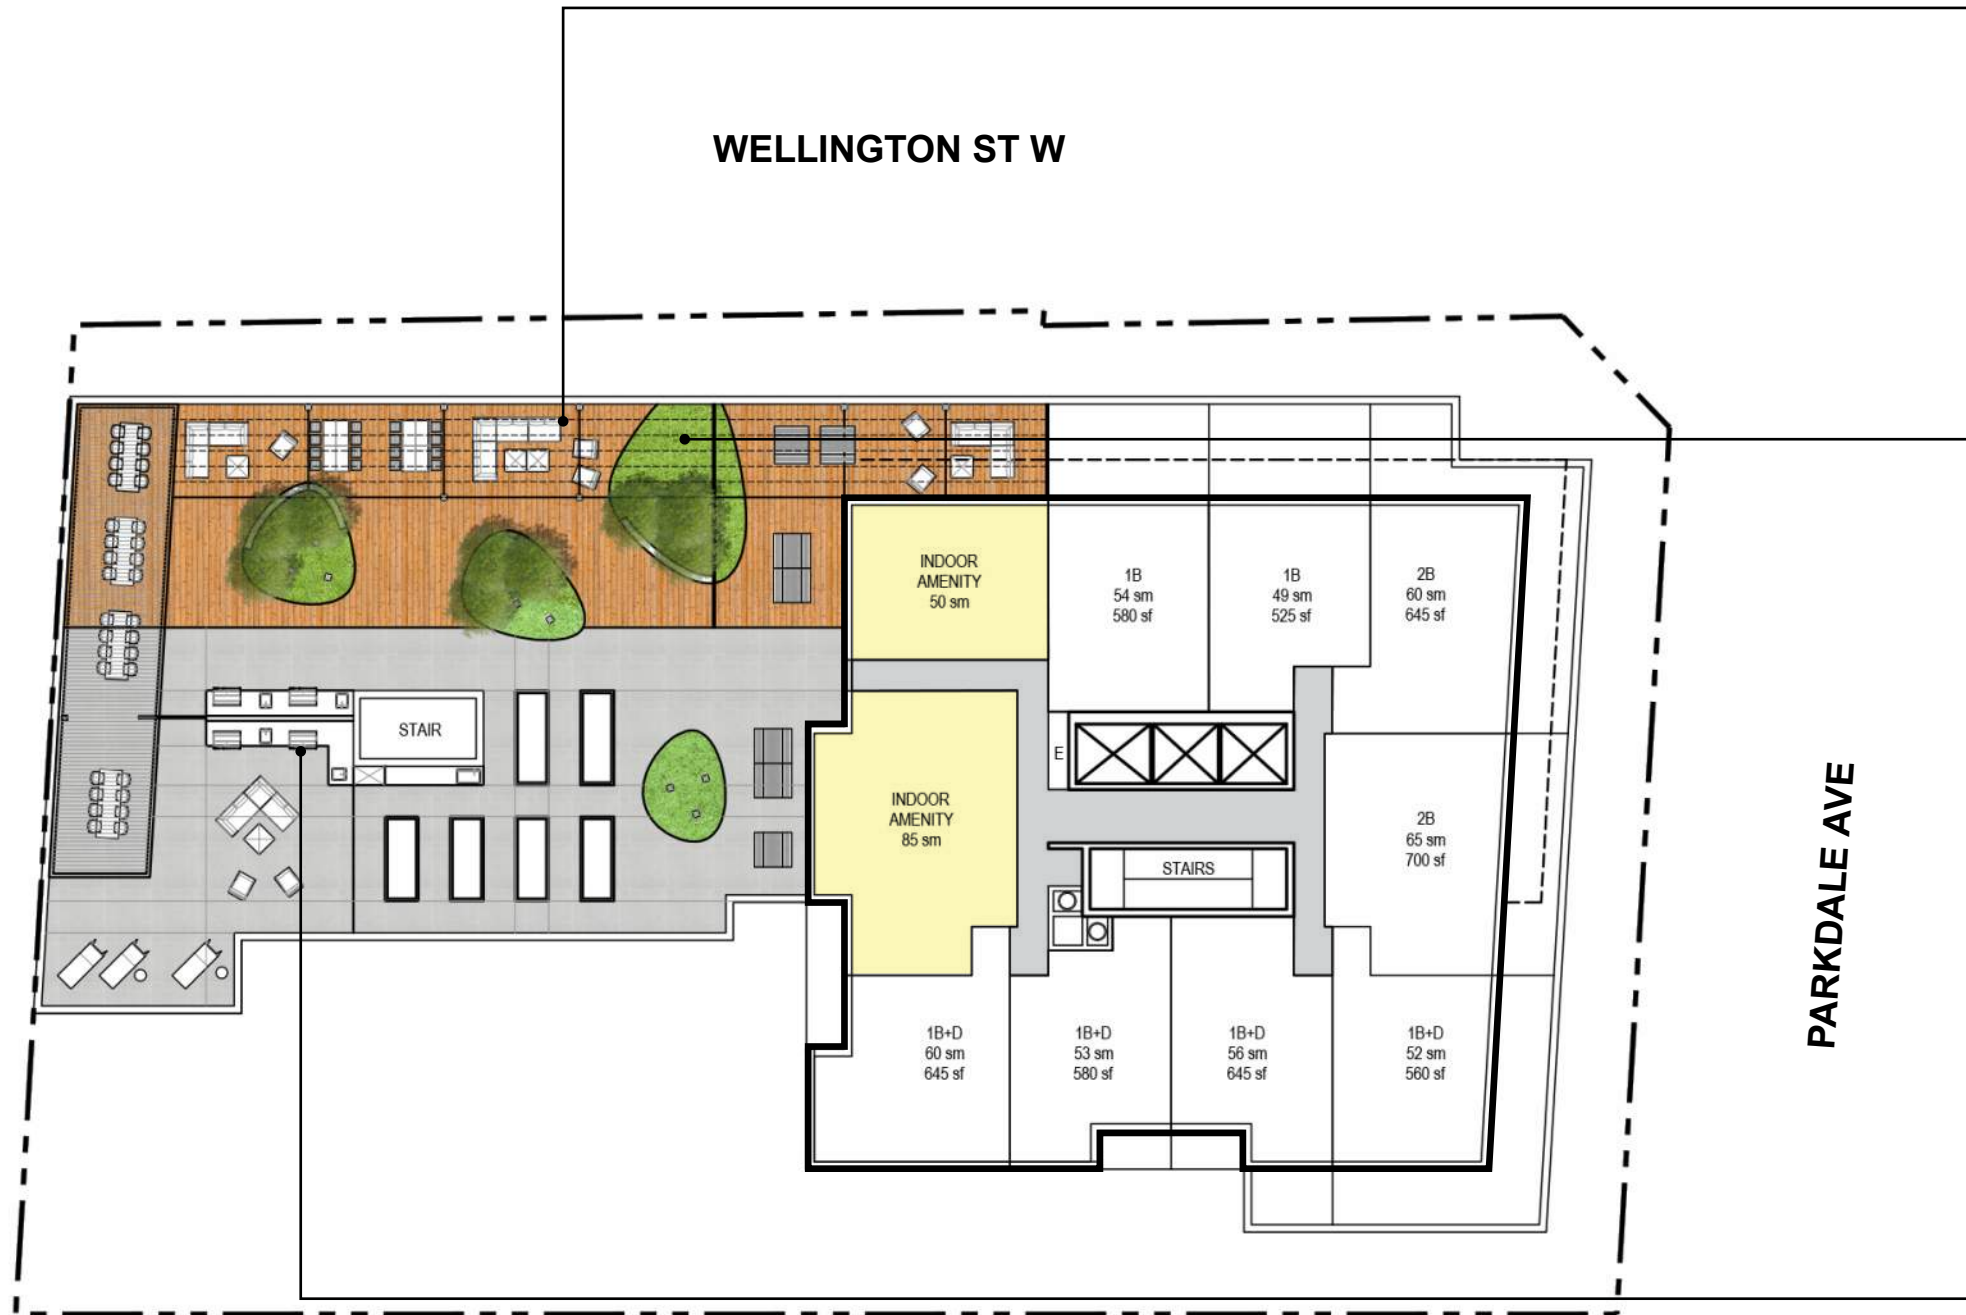 WELLINGTON ST W
INDOOR
AMENITY
50 sm
1B
54 sm
580 sf
1B
49 sm
525 sf
2B
60 sm
645 sf
STAIR
E
INDOOR
AMENITY
85 sm
2B
65 sm
700 sf
STAIRS
PARKDALE AVE
1B+D
60 sm
645 sf
1B+D
53 sm
580 sf
1B+D
56 sm
645 sf
1B+D
52 sm
560 sf